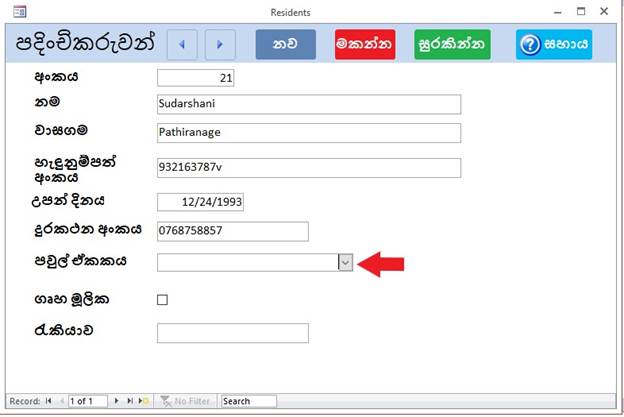 Residents
පදිංචිකරුවන්
නව
මකන්න
සුරකින්න
? සහාය
අංකය 21
නම Sudarshani
වාසගම Pathiranage
හැඳුනුම්පත් අංකය 932163787v
උපන් දිනය 12/24/1993
දුරකථන අංකය 0768758857
පවුල් ඒකකය
ගෘහ මූලික
රැකියාව
Record: 1 of 1 No Filter Search